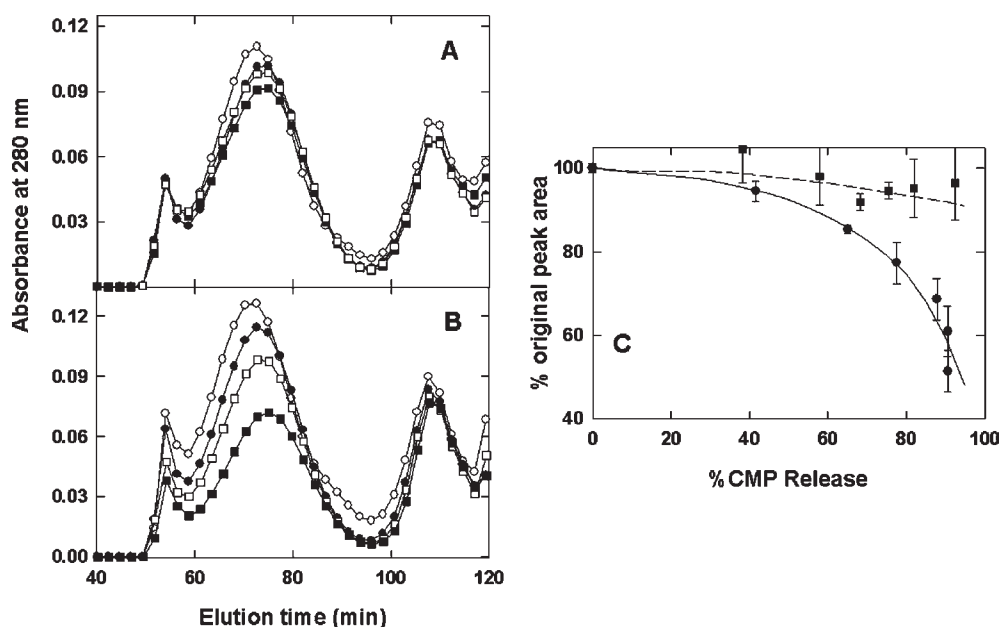 A
0.12
0.09
0.06
0.03
B
0.12
0.09
0.06
0.03
0.00
40 60 80 100 120
Absorbance at 280 nm
Elution time (min)
100
80
60
40
0 20 40 60 80 100
C
% original peak area
%CMP Release